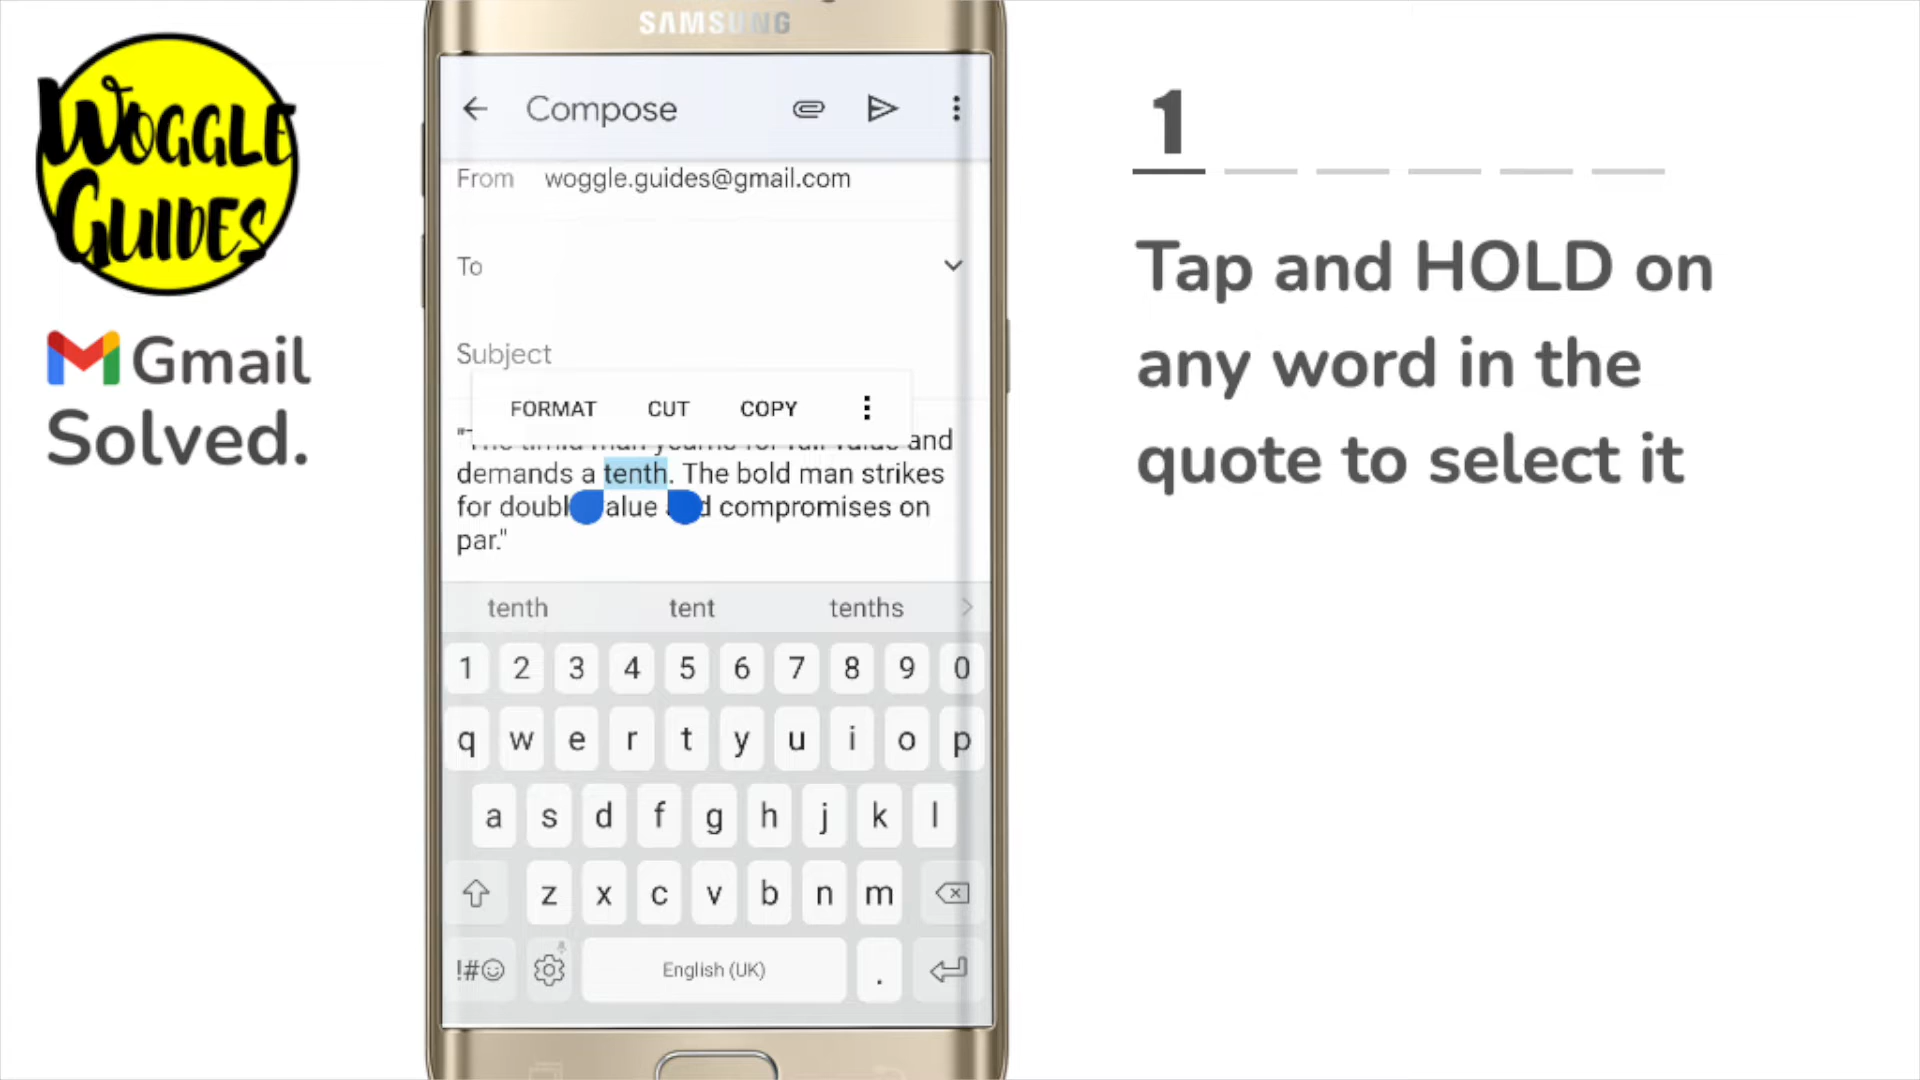 WOGGLE
GUIDES
Gmail
Solved.
SAMSUNG
Compose
From woggle.guides@gmail.com
To
Subject
FORMAT CUT COPY
and
demands a tenth. The bold man strikes
for doubl alue d compromises on
par."
tenth tent tenths
1 2 3 4 5 6 7 8 9 0
q w e r t y u i o p
a s d f g h j k l
z x c v b n m
!#☺ English (UK) .
1
Tap and HOLD on
any word in the
quote to select it